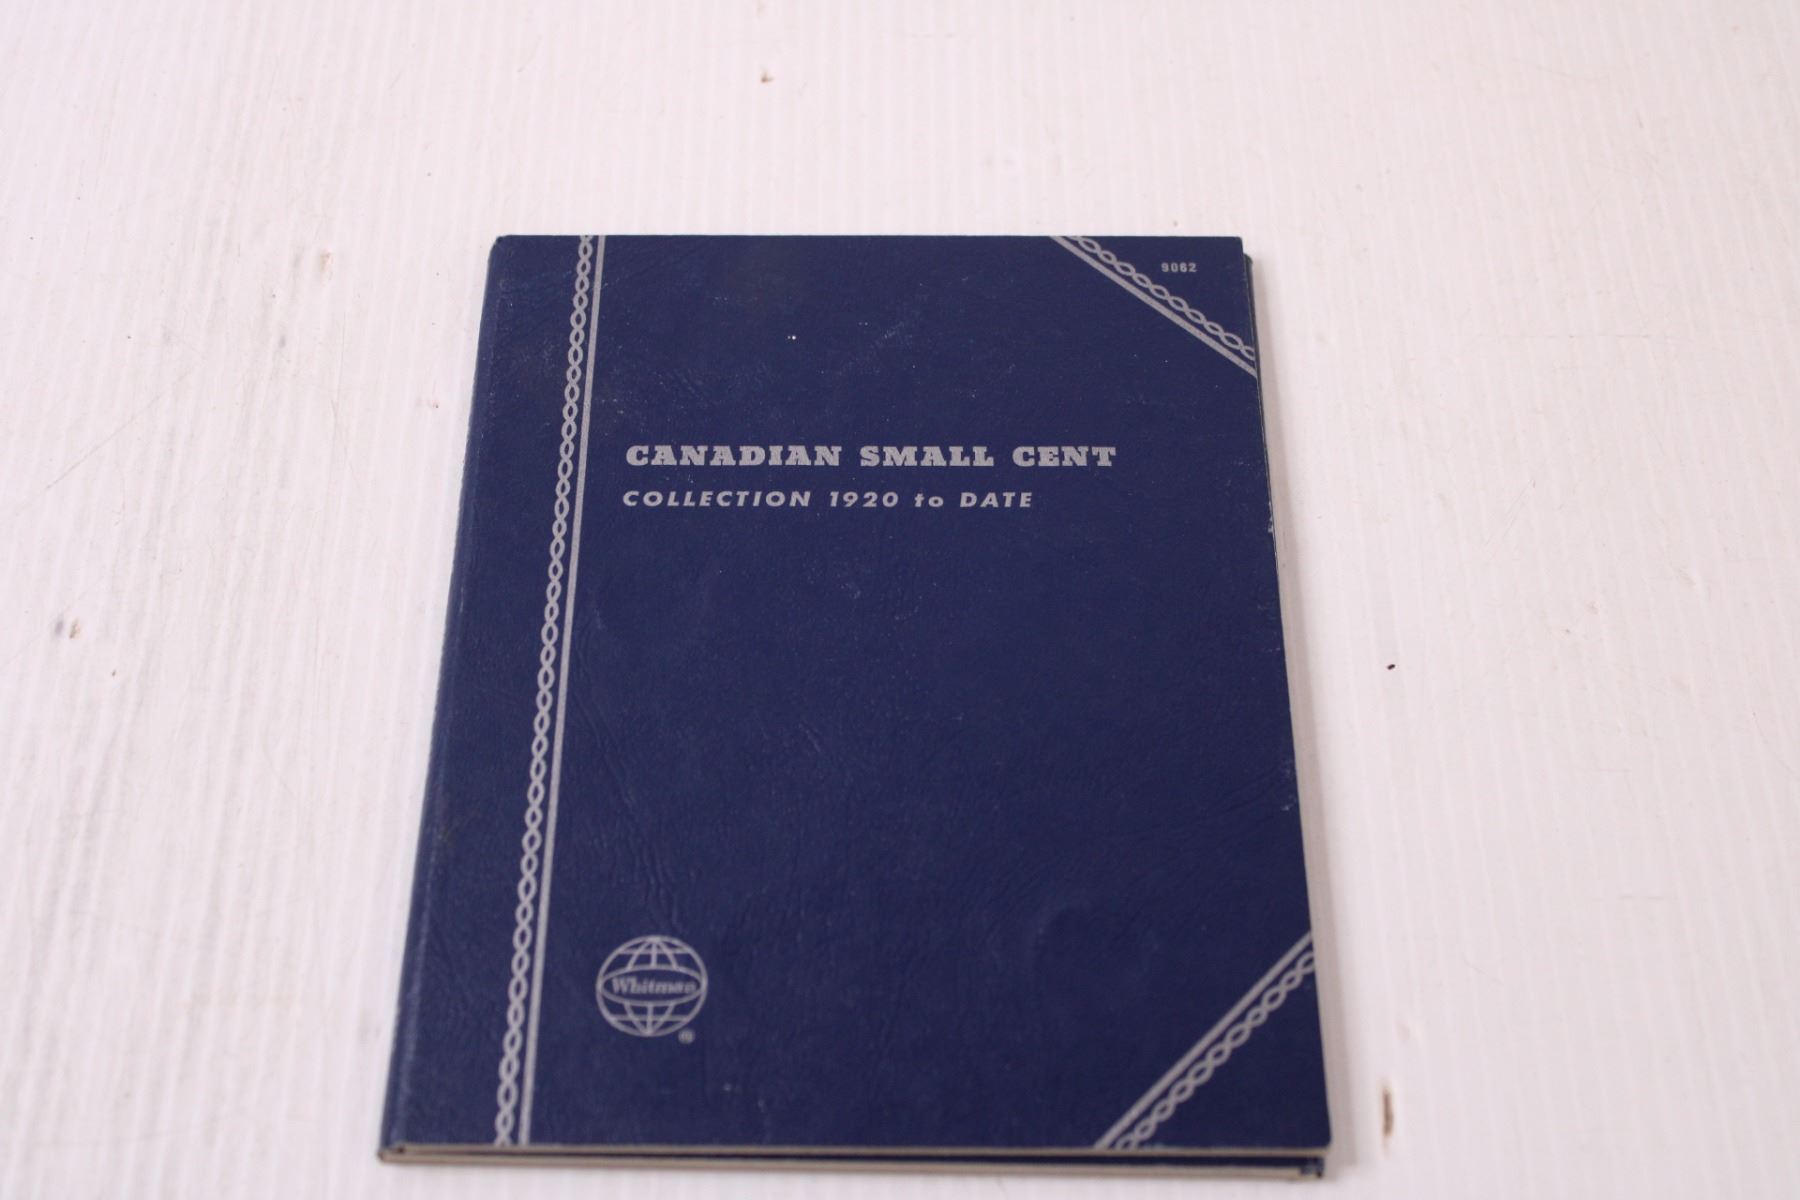 9062
CANADIAN SMALL CENT
COLLECTION 1920 to DATE
Whitman
®